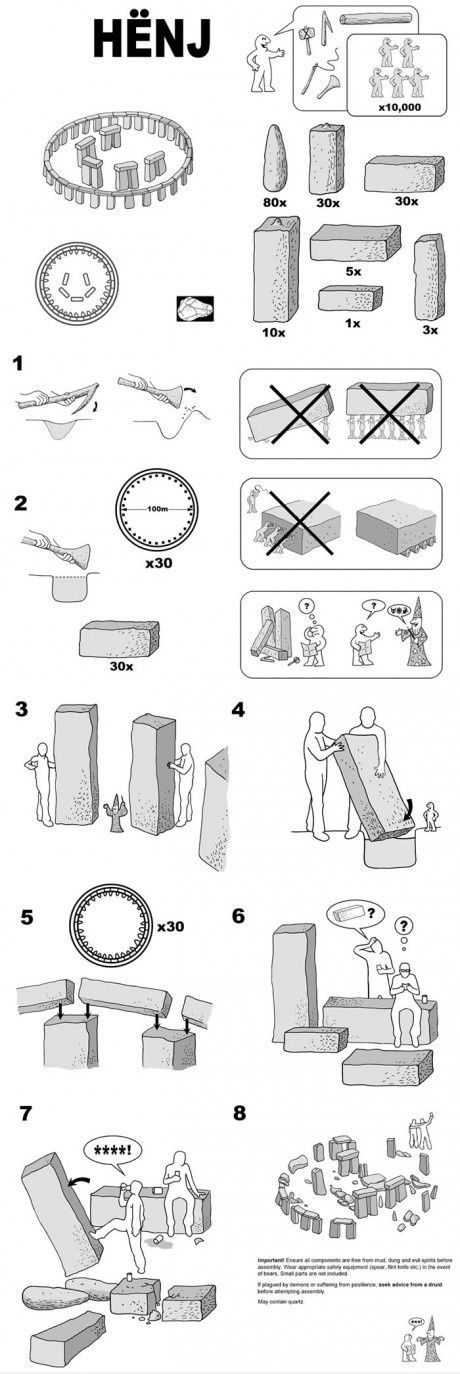 HËNJ
x10,000
80x
30x
30x
10x
5x
1x
3x
1
2
100m
x30
30x
?
?
3
4
5
x30
6
?
?
7
****!
8
Important! Ensure all components are free from mud, dung and evil spirits before
assembly. Wear appropriate safety equipment (spear, flint knife etc.) in the event
of bears. Small parts are not included.
If plagued by demons or suffering from pestilence, seek advice from a druid
before attempting assembly.
May contain quartz.